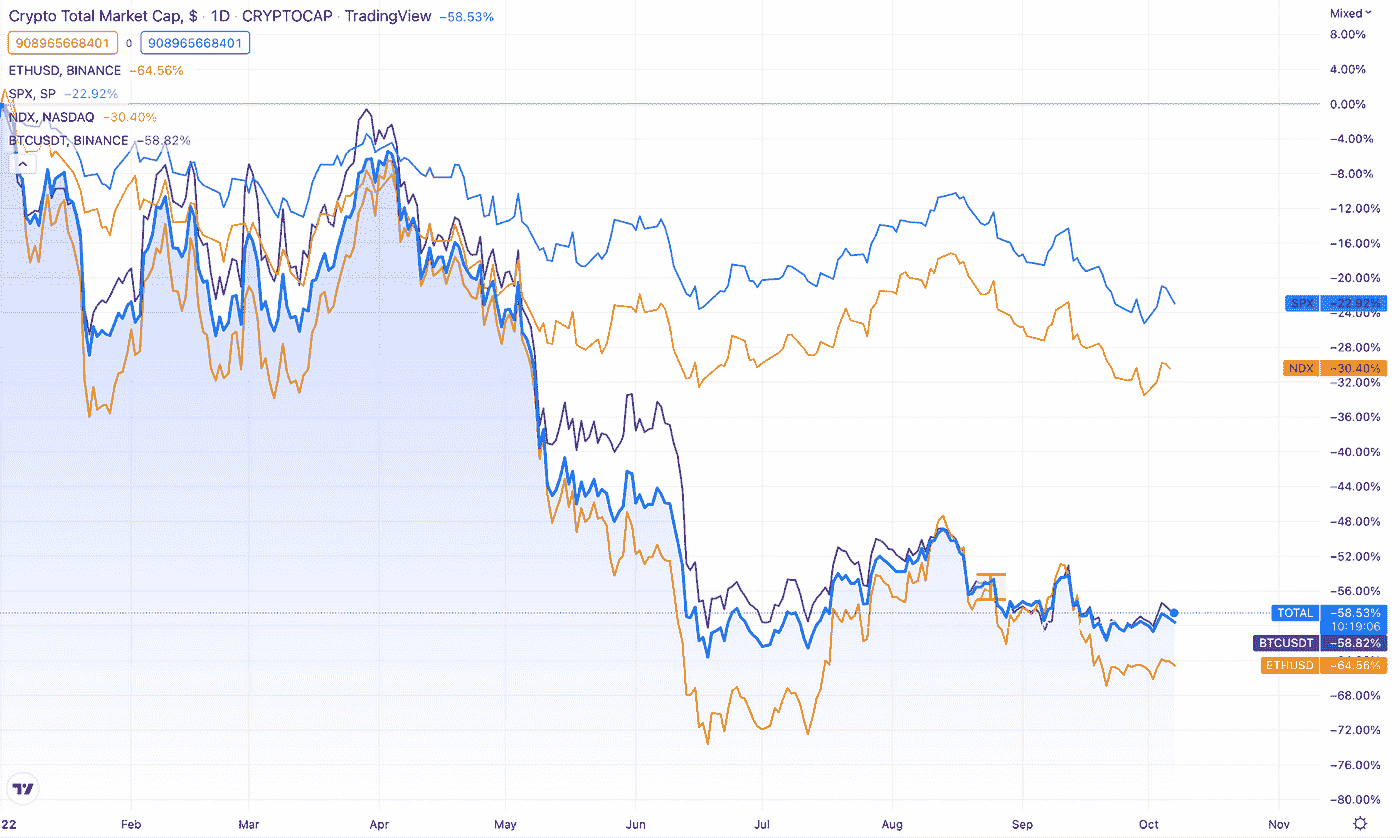 Crypto Total Market Cap, $ · 1D · CRYPTOCAP · TradingView −58.53%
908965668401 0 908965668401
ETHUSD, BINANCE −64.56%
SPX, SP −22.92%
NDX, NASDAQ −30.40%
BTCUSDT, BINANCE −58.82%
Mixed
8.00%
4.00%
0.00%
−4.00%
−8.00%
−12.00%
−16.00%
−20.00%
SPX −22.92%
−24.00%
−28.00%
NDX −30.40%
−32.00%
−36.00%
−40.00%
−44.00%
−48.00%
−52.00%
−56.00%
TOTAL −58.53%
10:19:06
BTCUSDT −58.82%
ETHUSD −64.56%
−68.00%
−72.00%
−76.00%
−80.00%
22 Feb Mar Apr May Jun Jul Aug Sep Oct Nov